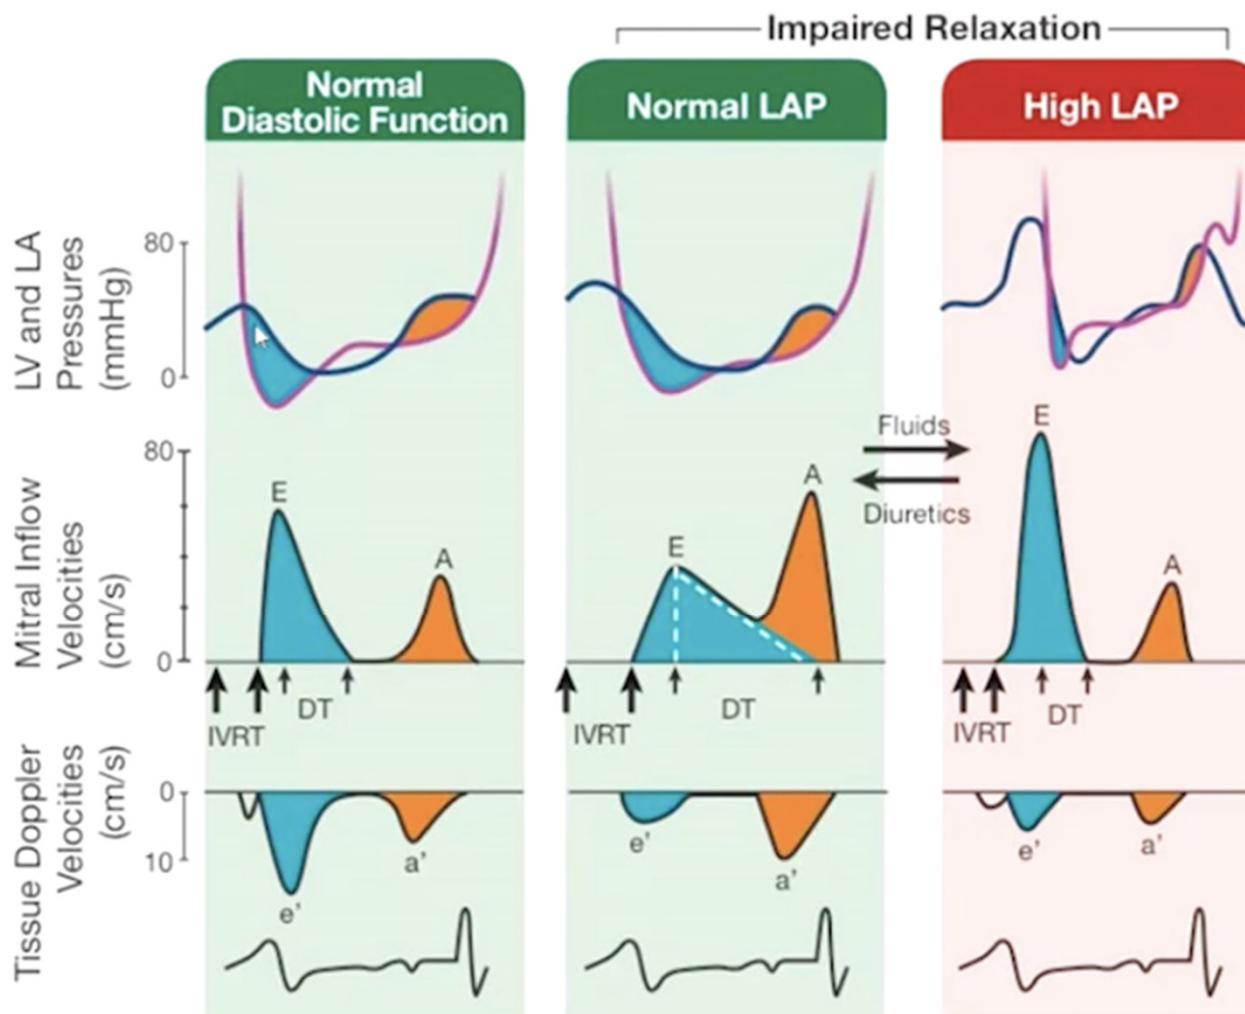 Impaired Relaxation
Normal
Diastolic Function
Normal LAP
High LAP
LV and LA
Pressures
(mmHg)
80
0
Mitral Inflow
Velocities
(cm/s)
80
0
E
A
E
A
Fluids
Diuretics
E
A
IVRT
DT
IVRT
DT
IVRT
DT
Tissue Doppler
Velocities
(cm/s)
0
10
e'
a'
e'
a'
e'
a'